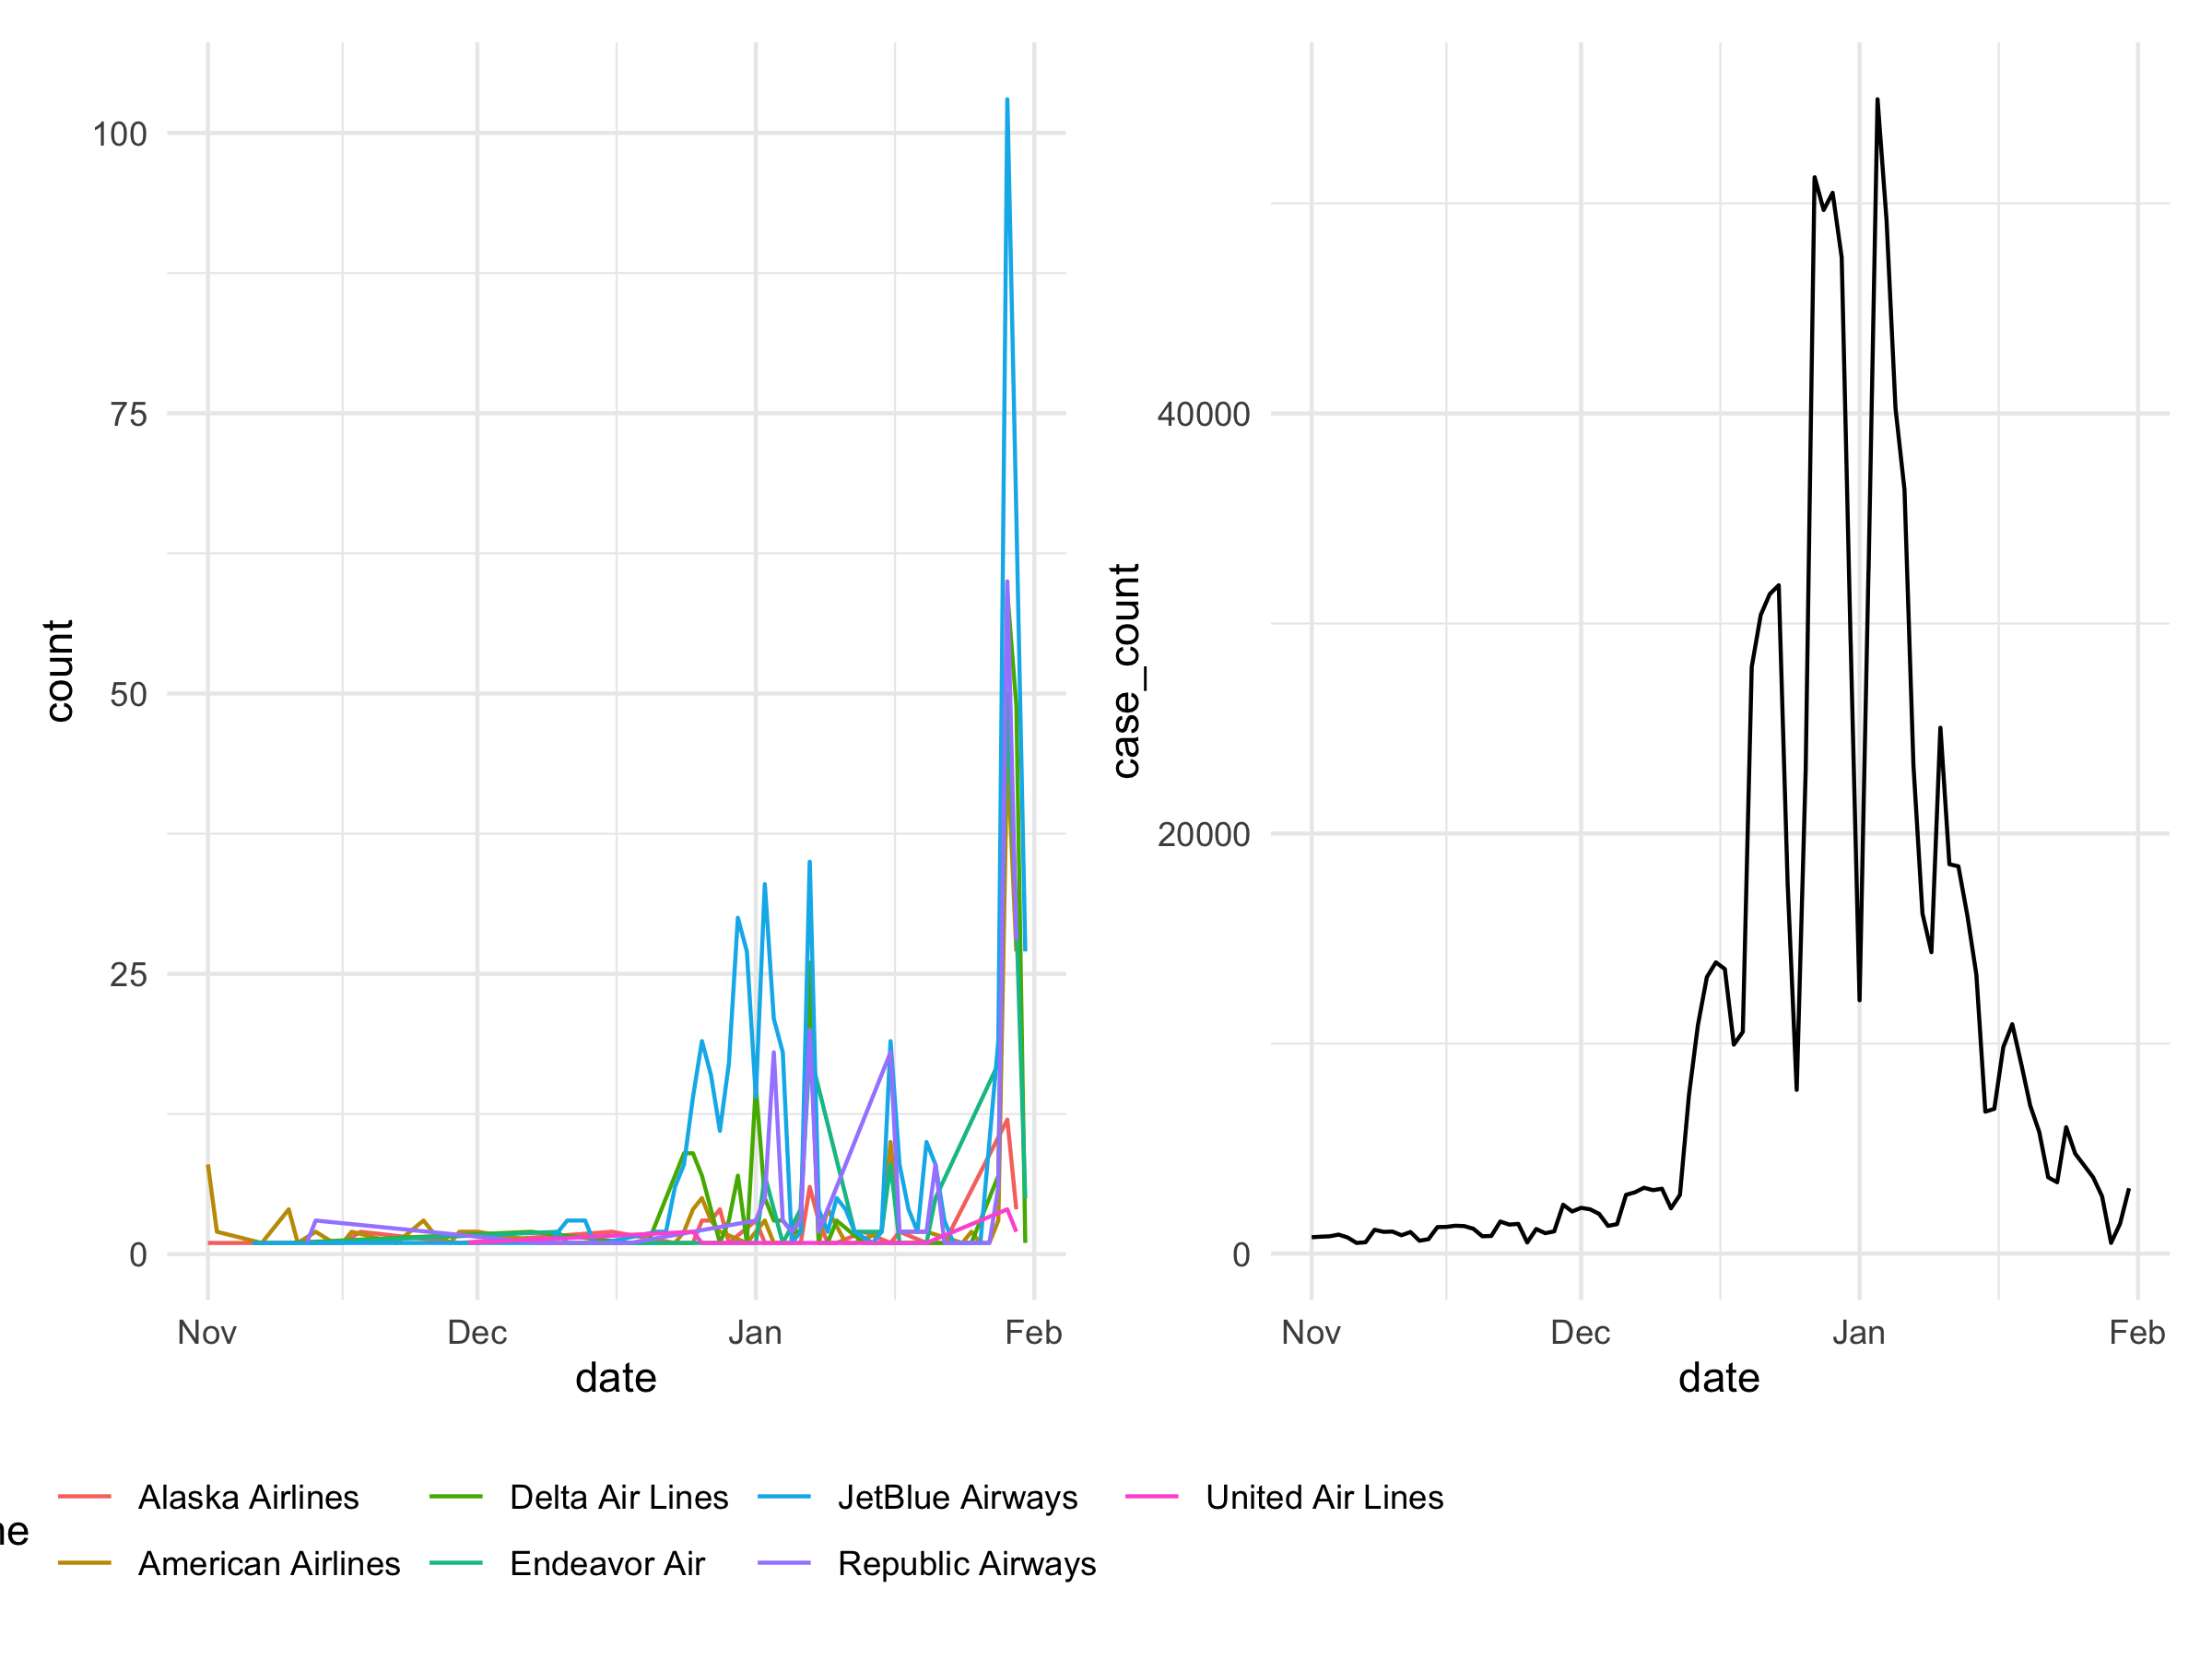 100
75
50
25
0
count
Nov Dec Jan Feb
date
40000
20000
0
case_count
Nov Dec Jan Feb
date
ne
Alaska Airlines Delta Air Lines JetBlue Airways United Air Lines
American Airlines Endeavor Air Republic Airways